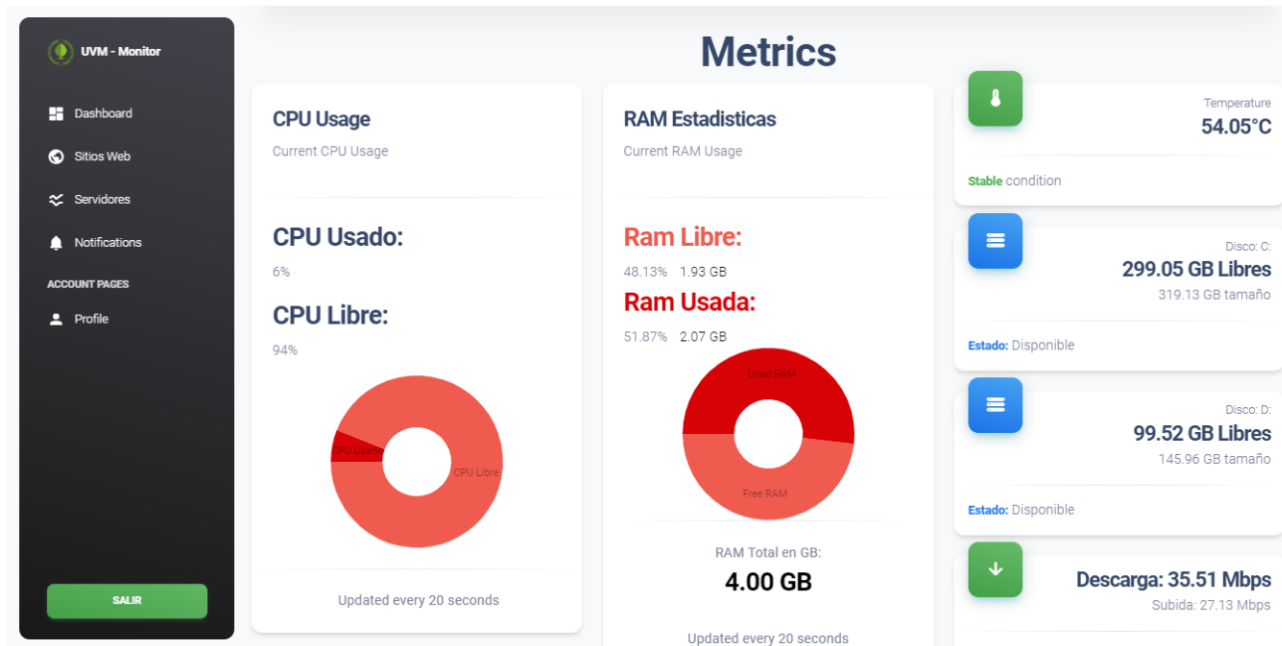 UVM - Monitor
Dashboard
Sitios Web
Servidores
Notifications
ACCOUNT PAGES
Profile
SALIR
Metrics
CPU Usage
Current CPU Usage
CPU Usado:
6%
CPU Libre:
94%
CPU Usado
CPU Libre
Updated every 20 seconds
RAM Estadisticas
Current RAM Usage
Ram Libre:
48.13% 1.93 GB
Ram Usada:
51.87% 2.07 GB
Used RAM
Free RAM
RAM Total en GB:
4.00 GB
Updated every 20 seconds
Temperature
54.05°C
Stable condition
Disco: C:
299.05 GB Libres
319.13 GB tamaño
Estado: Disponible
Disco: D:
99.52 GB Libres
145.96 GB tamaño
Estado: Disponible
Descarga: 35.51 Mbps
Subida: 27.13 Mbps